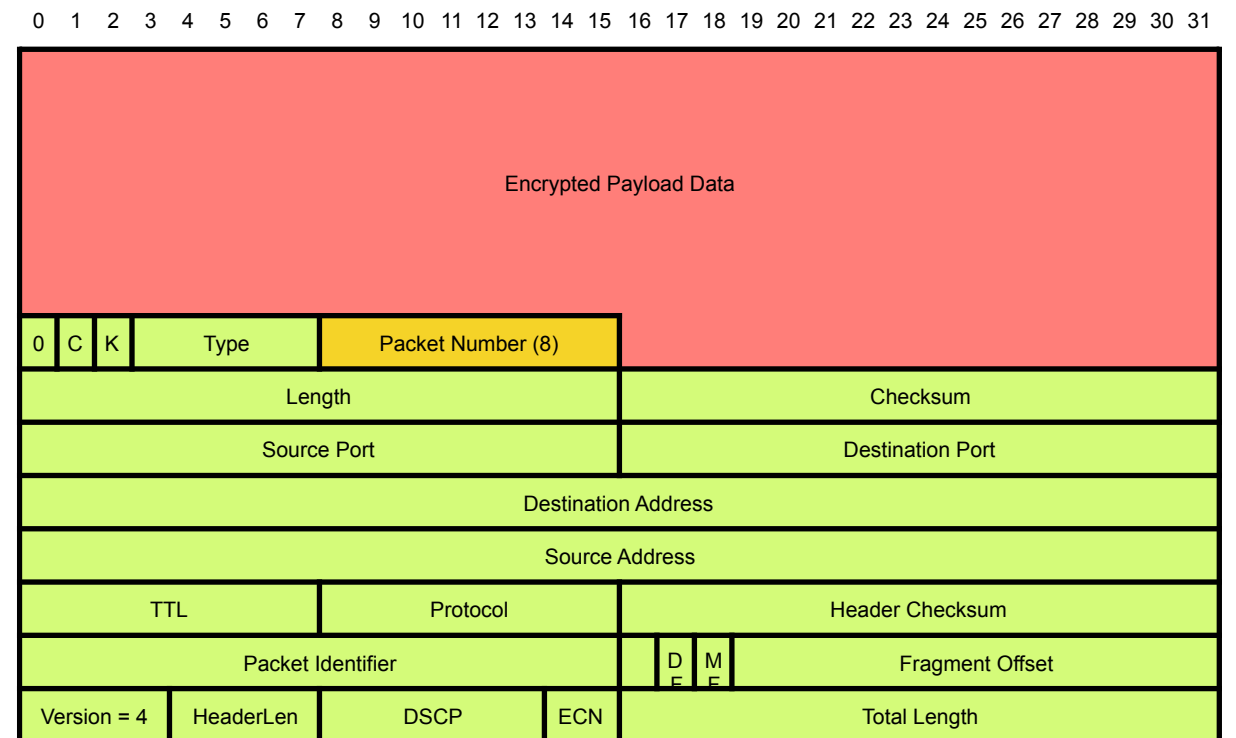 0 1 2 3 4 5 6 7 8 9 10 11 12 13 14 15 16 17 18 19 20 21 22 23 24 25 26 27 28 29 30 31
Encrypted Payload Data
0 C K Type Packet Number (8)
Length Checksum
Source Port Destination Port
Destination Address
Source Address
TTL Protocol Header Checksum
Packet Identifier DF MF Fragment Offset
Version = 4 HeaderLen DSCP ECN Total Length